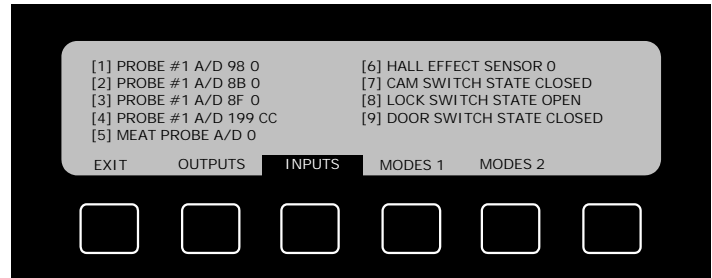 [1] PROBE #1 A/D 98 0
[2] PROBE #1 A/D 8B 0
[3] PROBE #1 A/D 8F 0
[4] PROBE #1 A/D 199 CC
[5] MEAT PROBE A/D 0
[6] HALL EFFECT SENSOR 0
[7] CAM SWITCH STATE CLOSED
[8] LOCK SWITCH STATE OPEN
[9] DOOR SWITCH STATE CLOSED
EXIT OUTPUTS INPUTS MODES 1 MODES 2